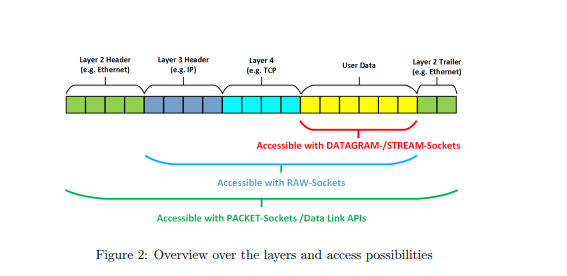 Layer 2 Header
(e.g. Ethernet)
Layer 3 Header
(e.g. IP)
Layer 4
(e.g. TCP
User Data
Layer 2 Trailer
(e.g. Ethernet)
Accessible with DATAGRAM-/STREAM-Sockets
Accessible with RAW-Sockets
Accessible with PACKET-Sockets /Data Link APIs
Figure 2: Overview over the layers and access possibilities